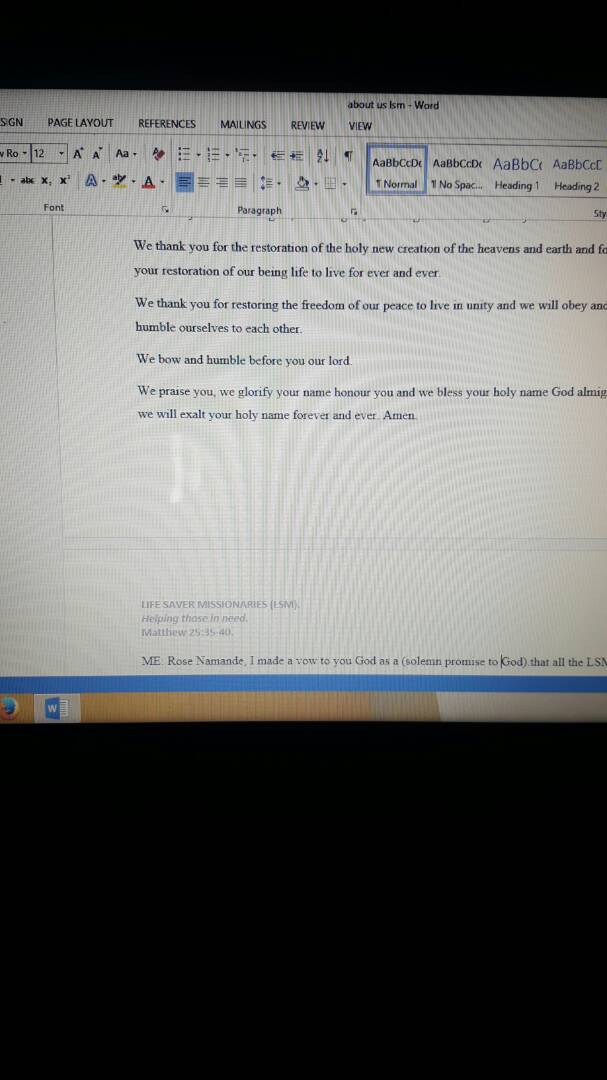 about us lsm - Word
SIGN PAGE LAYOUT REFERENCES MAILINGS REVIEW VIEW
Ro 12 A A Aa
abc X, X² A aby A
AaBbCcDc AaBbCcDc AaBbCc AaBbCcC
¶ Normal ¶ No Spac... Heading 1 Heading 2
Font Paragraph Sty
We thank you for the restoration of the holy new creation of the heavens and earth and fo
your restoration of our being life to live for ever and ever.
We thank you for restoring the freedom of our peace to live in unity and we will obey and
humble ourselves to each other.
We bow and humble before you our lord.
We praise you, we glorify your name honour you and we bless your holy name God almig
we will exalt your holy name forever and ever. Amen.
LIFE SAVER MISSIONARIES (LSM).
Helping those in need.
Matthew 25:35-40.
ME: Rose Namande, I made a vow to you God as a (solemn promise to God) that all the LSM